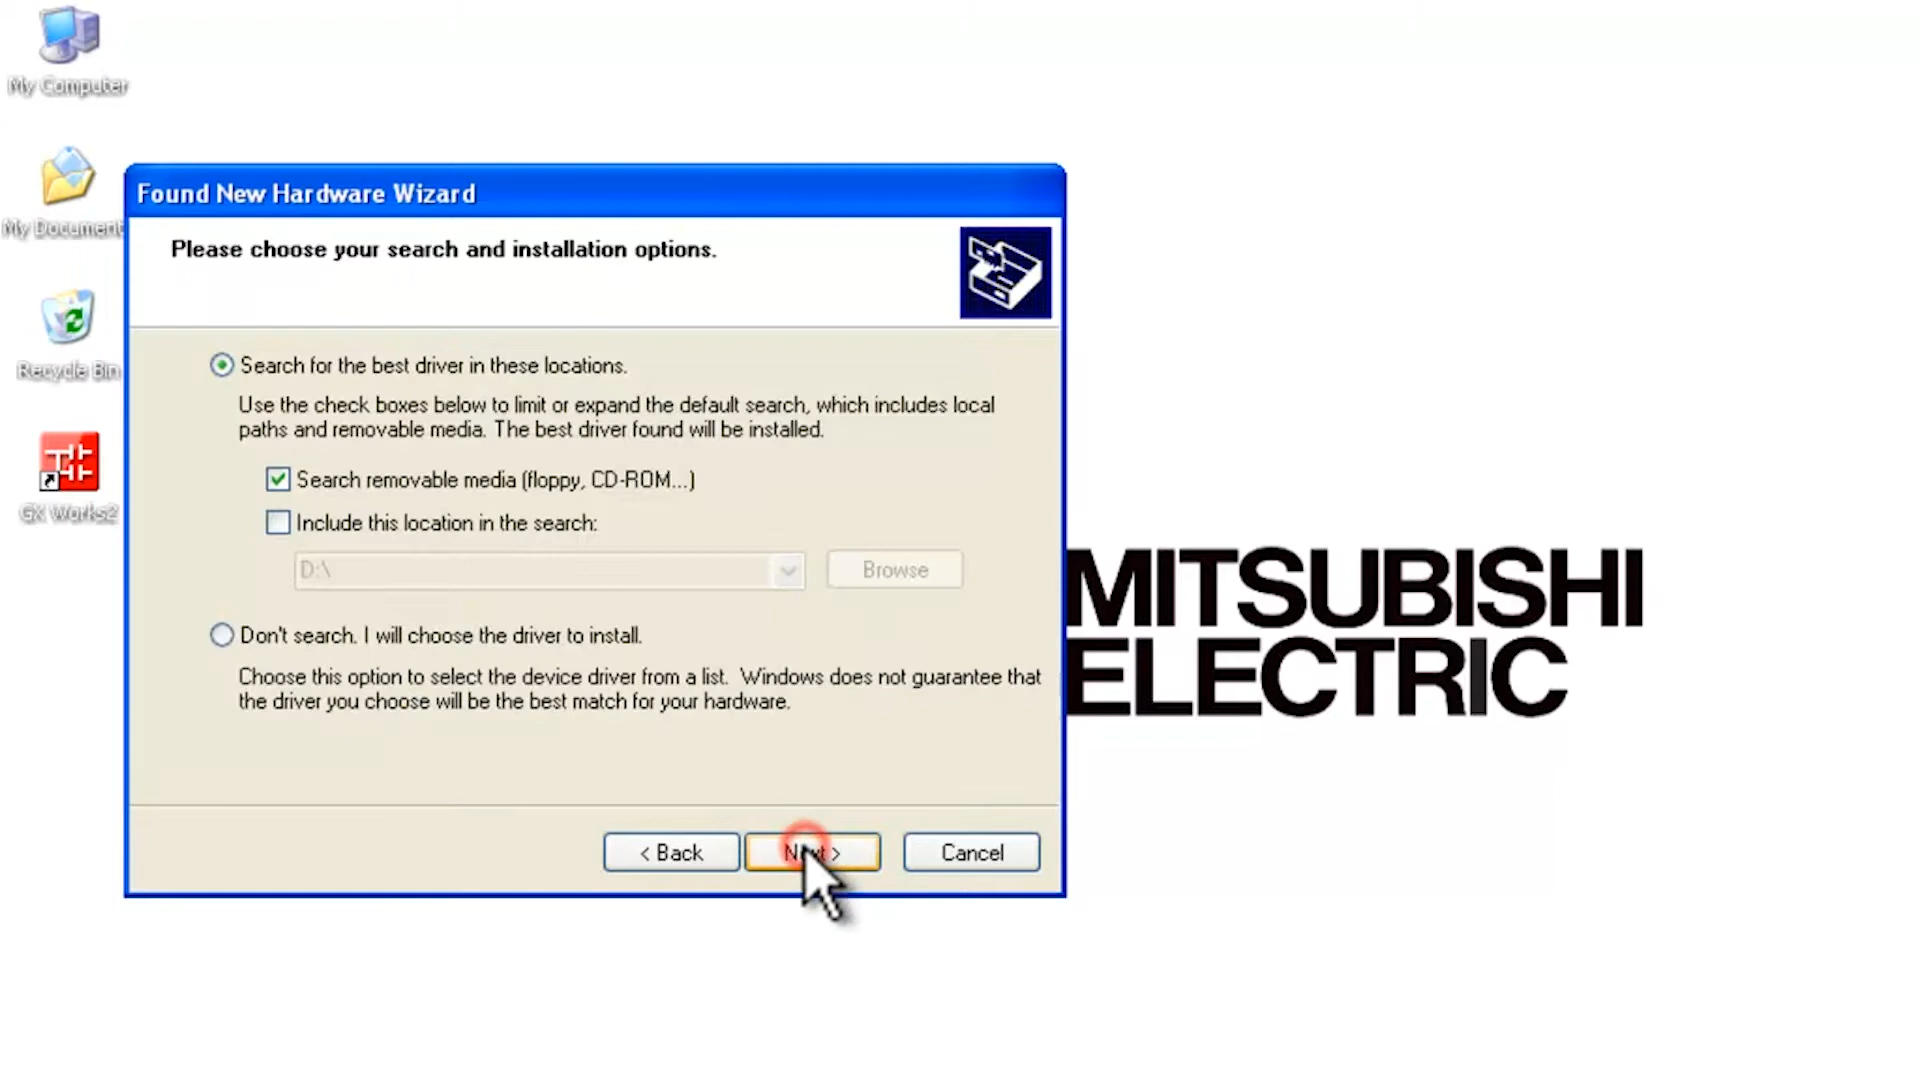 My Computer
My Document
Recycle Bin
GX Works2
Found New Hardware Wizard
Please choose your search and installation options.
Search for the best driver in these locations.
Use the check boxes below to limit or expand the default search, which includes local
paths and removable media. The best driver found will be installed.
Search removable media (floppy, CD-ROM...)
Include this location in the search:
D:\
Browse
Don't search. I will choose the driver to install.
Choose this option to select the device driver from a list. Windows does not guarantee that
the driver you choose will be the best match for your hardware.
< Back
Next >
Cancel
MITSUBISHI
ELECTRIC